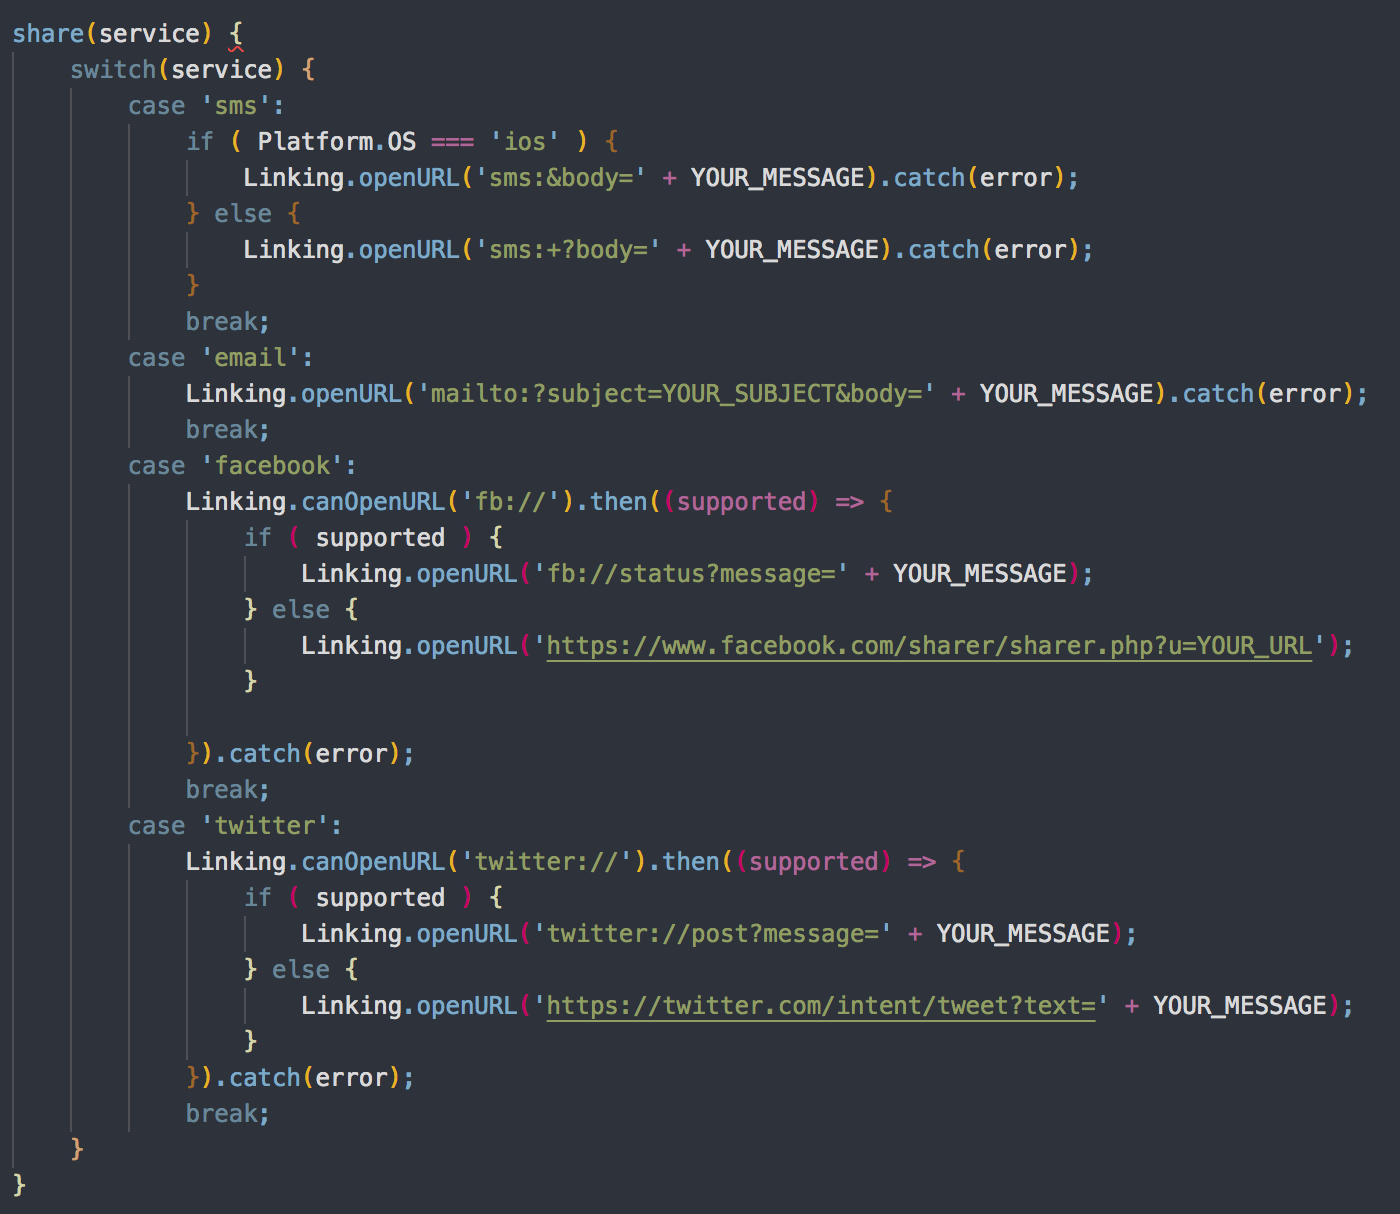 share(service) {
    switch(service) {
        case 'sms':
            if ( Platform.OS === 'ios' ) {
                Linking.openURL('sms:&body=' + YOUR_MESSAGE).catch(error);
            } else {
                Linking.openURL('sms:+?body=' + YOUR_MESSAGE).catch(error);
            }
            break;
        case 'email':
            Linking.openURL('mailto:?subject=YOUR_SUBJECT&body=' + YOUR_MESSAGE).catch(error);
            break;
        case 'facebook':
            Linking.canOpenURL('fb://').then((supported) => {
                if ( supported ) {
                    Linking.openURL('fb://status?message=' + YOUR_MESSAGE);
                } else {
                    Linking.openURL('https://www.facebook.com/sharer/sharer.php?u=YOUR_URL');
                }

            }).catch(error);
            break;
        case 'twitter':
            Linking.canOpenURL('twitter://').then((supported) => {
                if ( supported ) {
                    Linking.openURL('twitter://post?message=' + YOUR_MESSAGE);
                } else {
                    Linking.openURL('https://twitter.com/intent/tweet?text=' + YOUR_MESSAGE);
                }
            }).catch(error);
            break;
    }
}